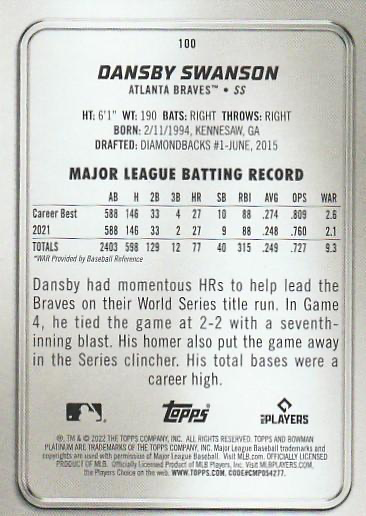 100
DANSBY SWANSON
ATLANTA BRAVES™ • SS
HT: 6'1" WT: 190 BATS: RIGHT THROWS: RIGHT
BORN: 2/11/1994, KENNESAW, GA
DRAFTED: DIAMONDBACKS #1-JUNE, 2015
MAJOR LEAGUE BATTING RECORD
AB H 2B 3B HR SB RBI AVG OPS WAR
Career Best 588 146 33 4 27 10 88 .274 .809 2.6
2021 588 146 33 2 27 9 88 .248 .760 2.1
TOTALS 2403 598 129 12 77 40 315 .249 .727 9.3
*WAR Provided by Baseball Reference
Dansby had momentous HRs to help lead the
Braves on their World Series title run. In Game
4, he tied the game at 2-2 with a seventh-
inning blast. His homer also put the game away
in the Series clincher. His total bases were a
career high.
TOPPS
MLB PLAYERS
®, TM & © 2022 THE TOPPS COMPANY, INC. ALL RIGHTS RESERVED. TOPPS AND BOWMAN
PLATINUM ARE TRADEMARKS OF THE TOPPS COMPANY, INC. Major League Baseball trademarks and
copyrights are used with permission of Major League Baseball. Visit MLB.com. OFFICIALLY LICENSED
PRODUCT OF MLB. Officially Licensed Product of MLB Players, Inc. Visit MLBPLAYERS.COM,
the Players Choice on the web. WWW.TOPPS.COM. CODE#CMP054277.